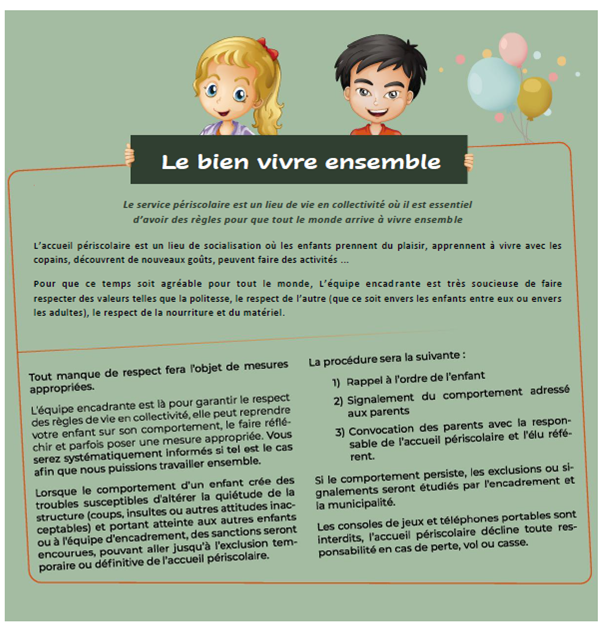 Le bien vivre ensemble
Le service périscolaire est un lieu de vie en collectivité où il est essentiel
d'avoir des règles pour que tout le monde arrive à vivre ensemble
L'accueil périscolaire est un lieu de socialisation où les enfants prennent du plaisir, apprennent à vivre avec les
copains, découvrent de nouveaux goûts, peuvent faire des activités ...
Pour que ce temps soit agréable pour tout le monde, L'équipe encadrante est très soucieuse de faire
respecter des valeurs telles que la politesse, le respect de l'autre (que ce soit envers les enfants entre eux ou envers
les adultes), le respect de la nourriture et du matériel.
Tout manque de respect fera l'objet de mesures
appropriées.
L'équipe encadrante est là pour garantir le respect
des règles de vie en collectivité, elle peut reprendre
votre enfant sur son comportement, le faire réflé-
chir et parfois poser une mesure appropriée. Vous
serez systématiquement informés si tel est le cas
afin que nous puissions travailler ensemble.
Lorsque le comportement d'un enfant crée des
troubles susceptibles d'altérer la quiétude de la
structure (coups, insultes ou autres attitudes inac-
ceptables) et portant atteinte aux autres enfants
ou à l'équipe d'encadrement, des sanctions seront
encourues, pouvant aller jusqu'à l'exclusion tem-
poraire ou définitive de l'accueil périscolaire.
La procédure sera la suivante :
1) Rappel à l'ordre de l'enfant
2) Signalement du comportement adressé
aux parents
3) Convocation des parents avec la respon-
sable de l'accueil périscolaire et l'élu réfé-
rent.
Si le comportement persiste, les exclusions ou si-
gnalements seront étudiés par l'encadrement et
la municipalité.
Les consoles de jeux et téléphones portables sont
interdits, l'accueil périscolaire décline toute res-
ponsabilité en cas de perte, vol ou casse.